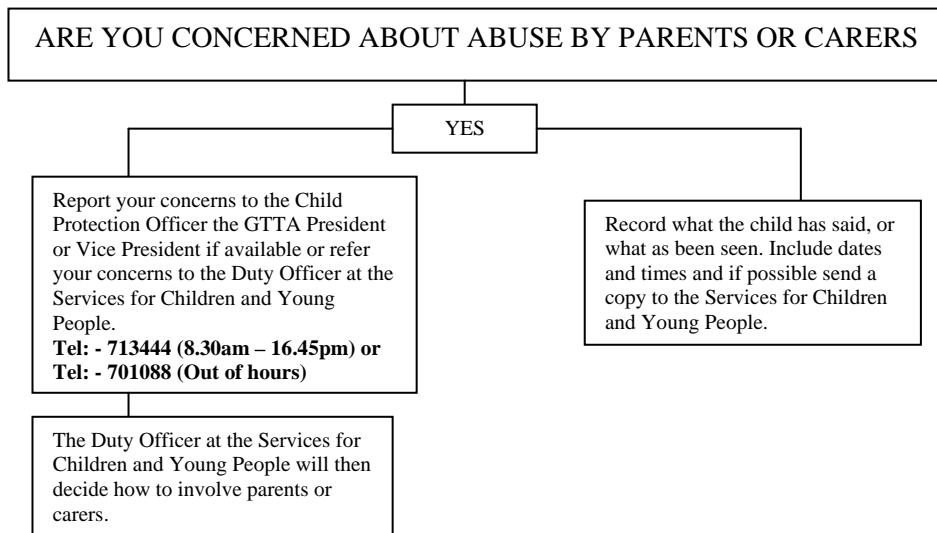 ARE YOU CONCERNED ABOUT ABUSE BY PARENTS OR CARERS
YES
Report your concerns to the Child
Protection Officer the GTTA President
or Vice President if available or refer
your concerns to the Duty Officer at the
Services for Children and Young
People.
Tel: - 713444 (8.30am – 16.45pm) or
Tel: - 701088 (Out of hours)
Record what the child has said, or
what as been seen. Include dates
and times and if possible send a
copy to the Services for Children
and Young People.
The Duty Officer at the Services for
Children and Young People will then
decide how to involve parents or
carers.